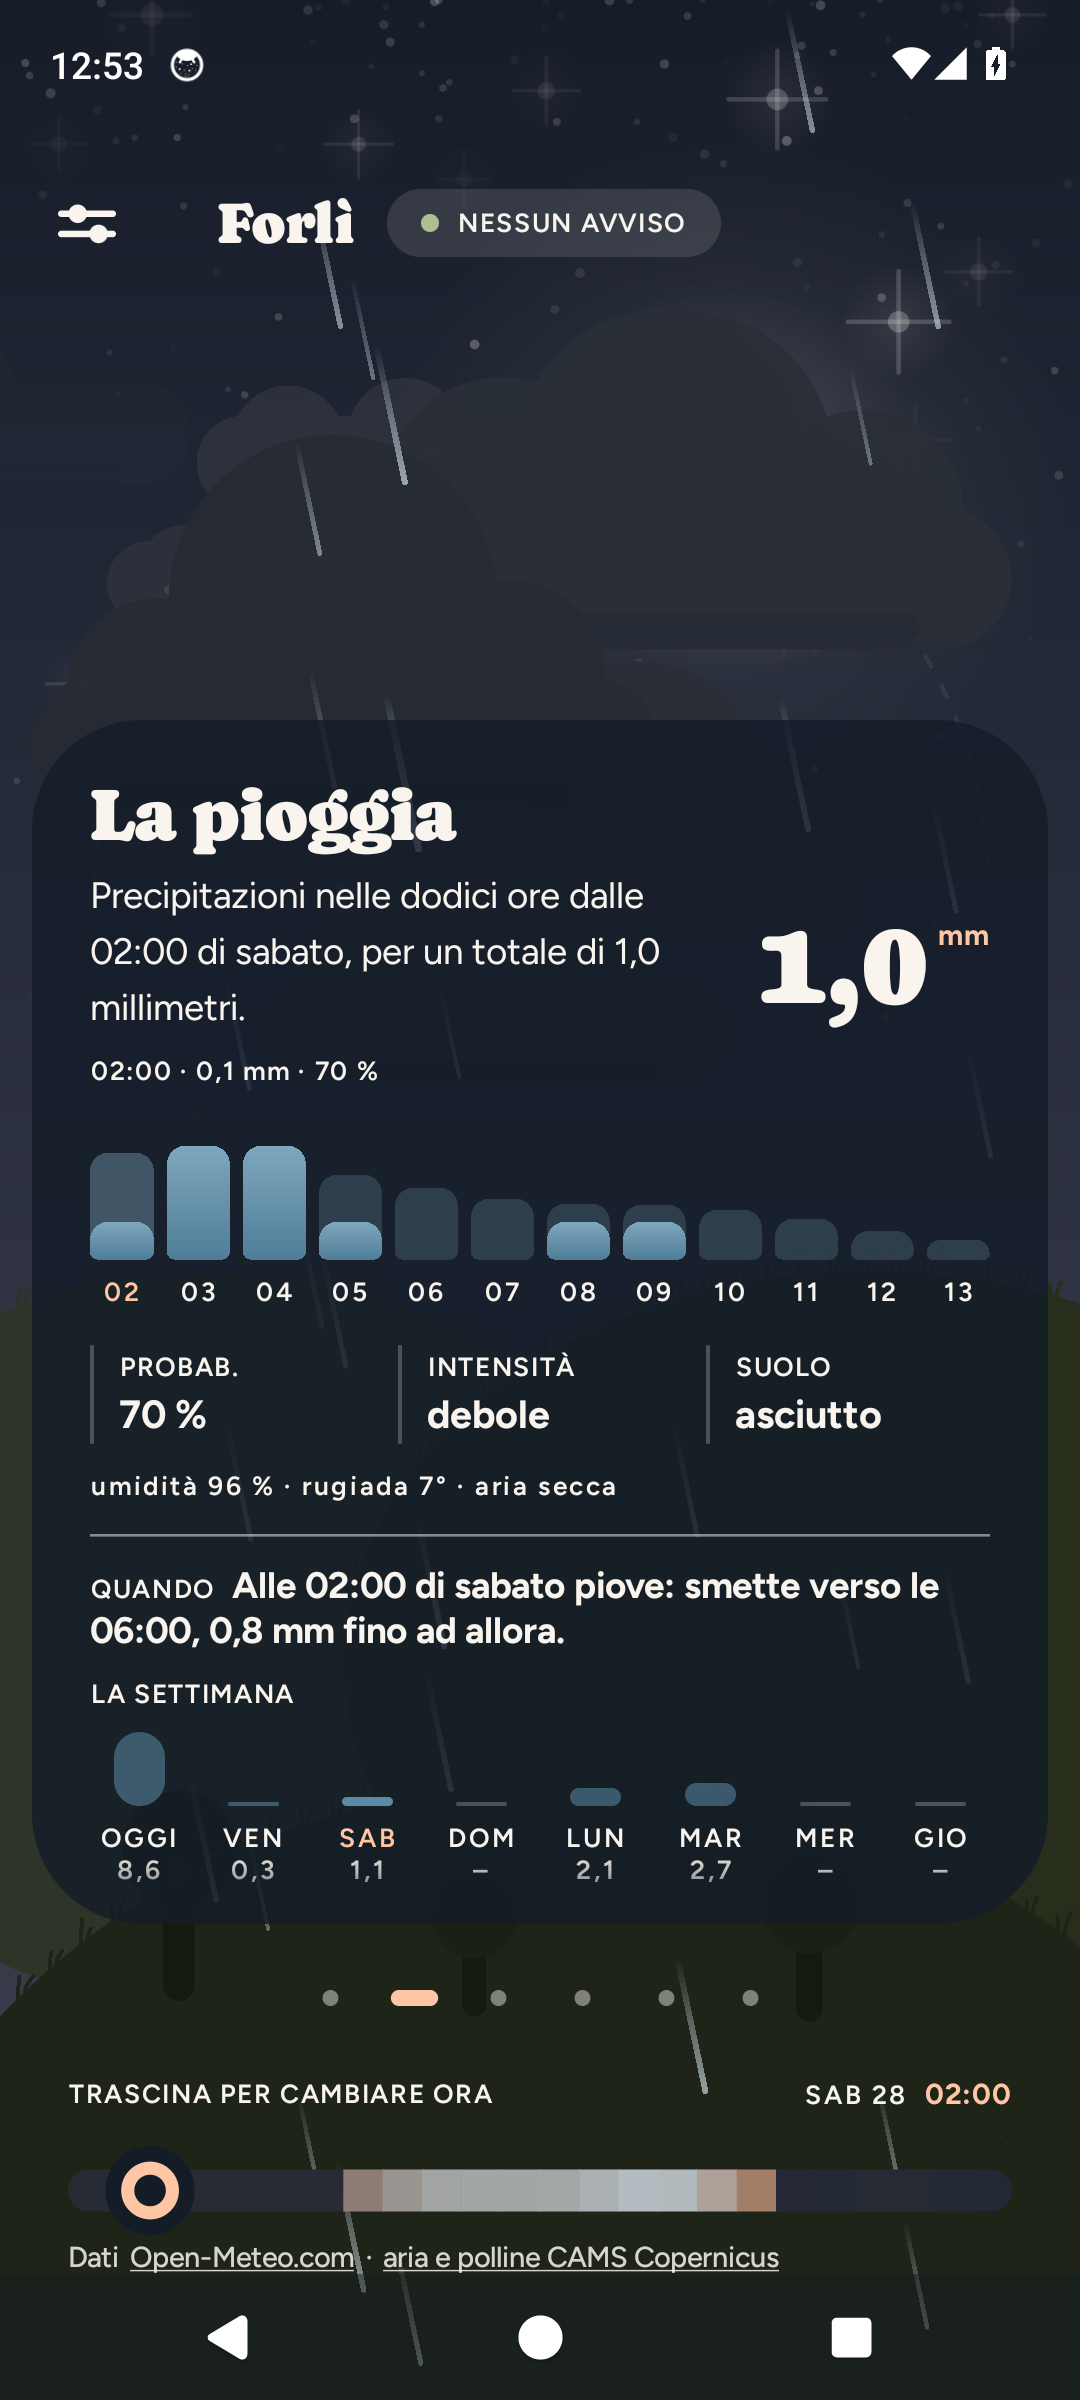 12:53
Forlì NESSUN AVVISO
La pioggia
Precipitazioni nelle dodici ore dalle
02:00 di sabato, per un totale di 1,0
millimetri.
1,0 mm
02:00 · 0,1 mm · 70 %
02 03 04 05 06 07 08 09 10 11 12 13
PROBAB. INTENSITÀ SUOLO
70 % debole asciutto
umidità 96 % · rugiada 7° · aria secca
QUANDO Alle 02:00 di sabato piove: smette verso le
06:00, 0,8 mm fino ad allora.
LA SETTIMANA
OGGI VEN SAB DOM LUN MAR MER GIO
8,6 0,3 1,1 – 2,1 2,7 – –
TRASCINA PER CAMBIARE ORA SAB 28 02:00
Dati Open-Meteo.com · aria e polline CAMS Copernicus